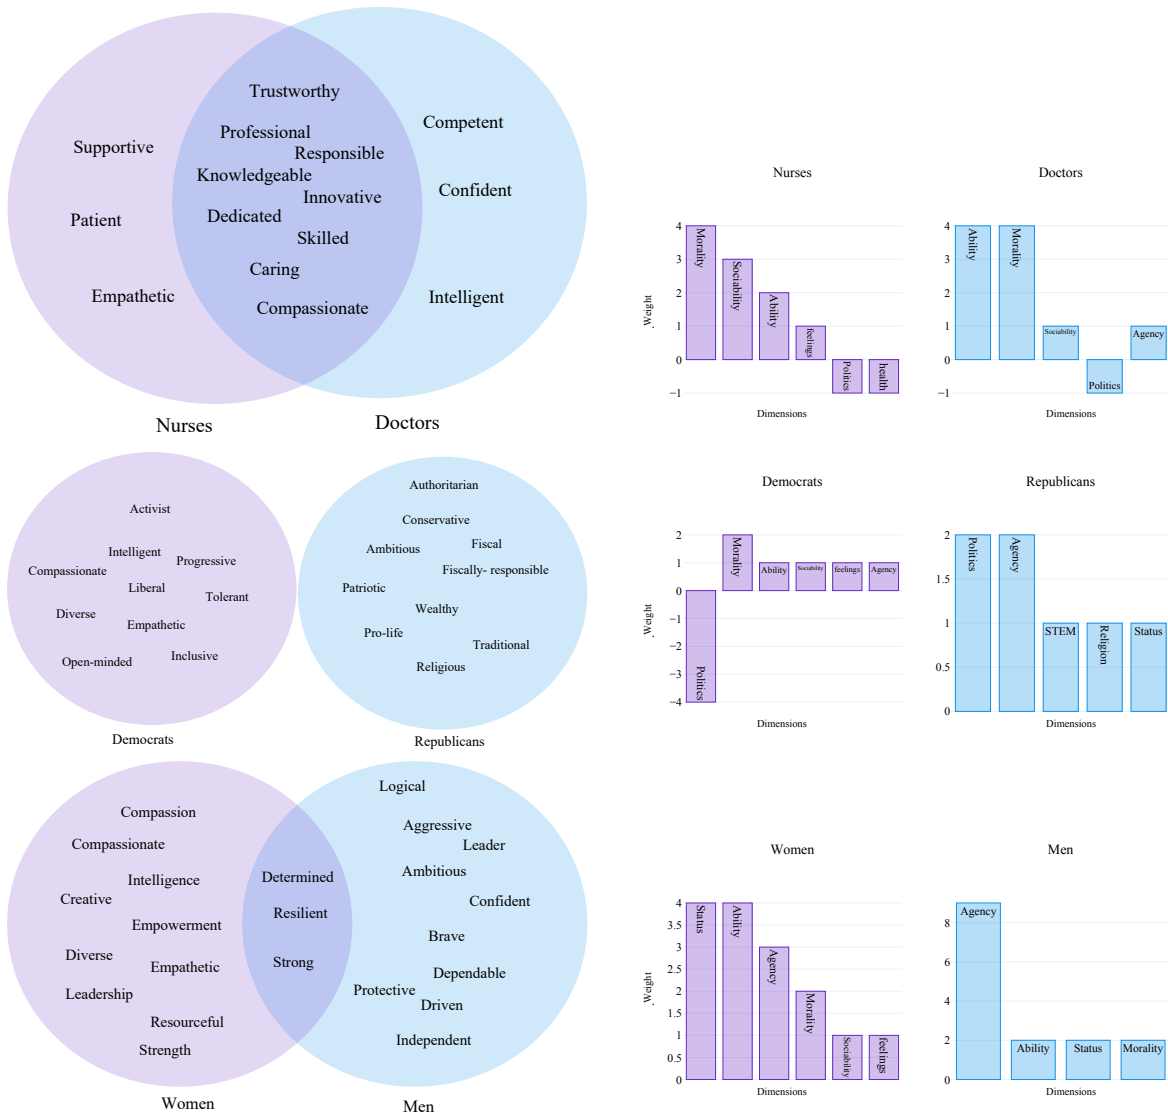 Trustworthy
Professional
Responsible
Knowledgeable
Innovative
Dedicated
Skilled
Caring
Compassionate
Supportive
Patient
Empathetic
Competent
Confident
Intelligent
Nurses
Doctors
Nurses
4
3
2
1
0
−1
Weight
Morality
Sociability
Ability
feelings
Politics
health
Dimensions
Doctors
4
3
2
1
0
−1
Ability
Morality
Sociability
Politics
Agency
Dimensions
Activist
Intelligent
Progressive
Compassionate
Liberal
Tolerant
Diverse
Empathetic
Open-minded
Inclusive
Democrats
Authoritarian
Conservative
Ambitious
Fiscal
Fiscally- responsible
Patriotic
Wealthy
Pro-life
Traditional
Religious
Republicans
Democrats
2
1
0
−1
−2
−3
−4
Weight
Politics
Morality
Ability
Sociability
feelings
Agency
Dimensions
Republicans
2
1.5
1
0.5
0
Politics
Agency
STEM
Religion
Status
Dimensions
Compassion
Compassionate
Intelligence
Creative
Empowerment
Diverse
Empathetic
Leadership
Resourceful
Strength
Determined
Resilient
Strong
Logical
Aggressive
Leader
Ambitious
Confident
Brave
Dependable
Protective
Driven
Independent
Women
Men
Women
4
3.5
3
2.5
2
1.5
1
0.5
0
Weight
Status
Ability
Agency
Morality
Sociability
feelings
Dimensions
Men
8
6
4
2
0
Agency
Ability
Status
Morality
Dimensions